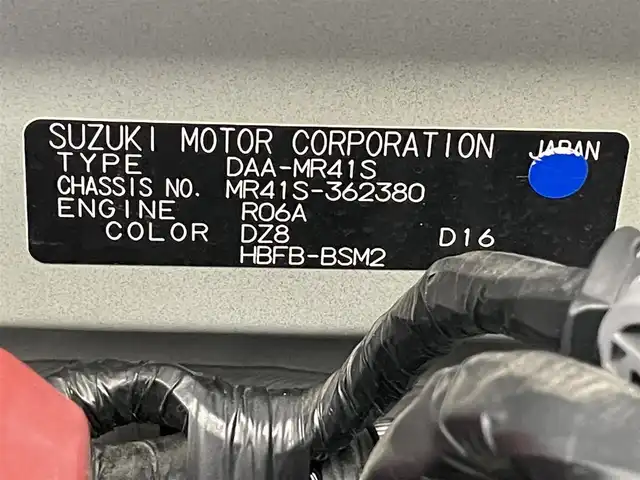 SUZUKI MOTOR CORPORATION JAPAN
TYPE DAA-MR41S
CHASSIS NO. MR41S-362380
ENGINE R06A
COLOR DZ8 D16
HBFB-BSM2